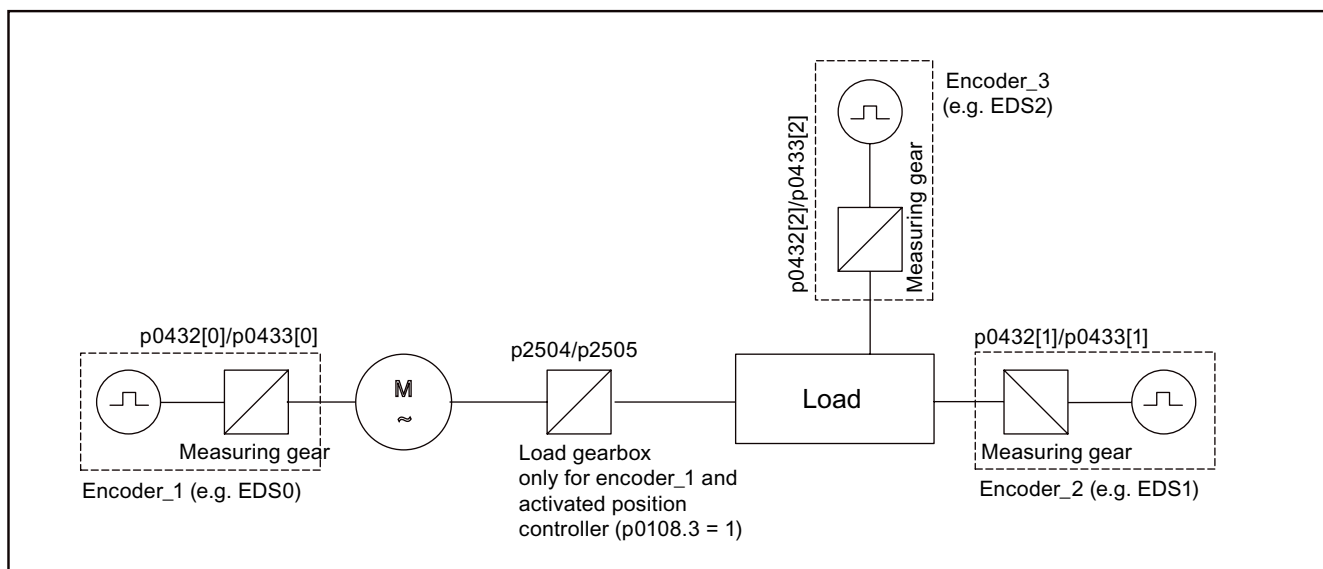 Encoder_3
(e.g. EDS2)
p0432[2]/p0433[2]
Measuring gear
p0432[0]/p0433[0]
p2504/p2505
p0432[1]/p0433[1]
M
~
Load
Measuring gear
Encoder_1 (e.g. EDS0)
Load gearbox
only for encoder_1 and
activated position
controller (p0108.3 = 1)
Measuring gear
Encoder_2 (e.g. EDS1)